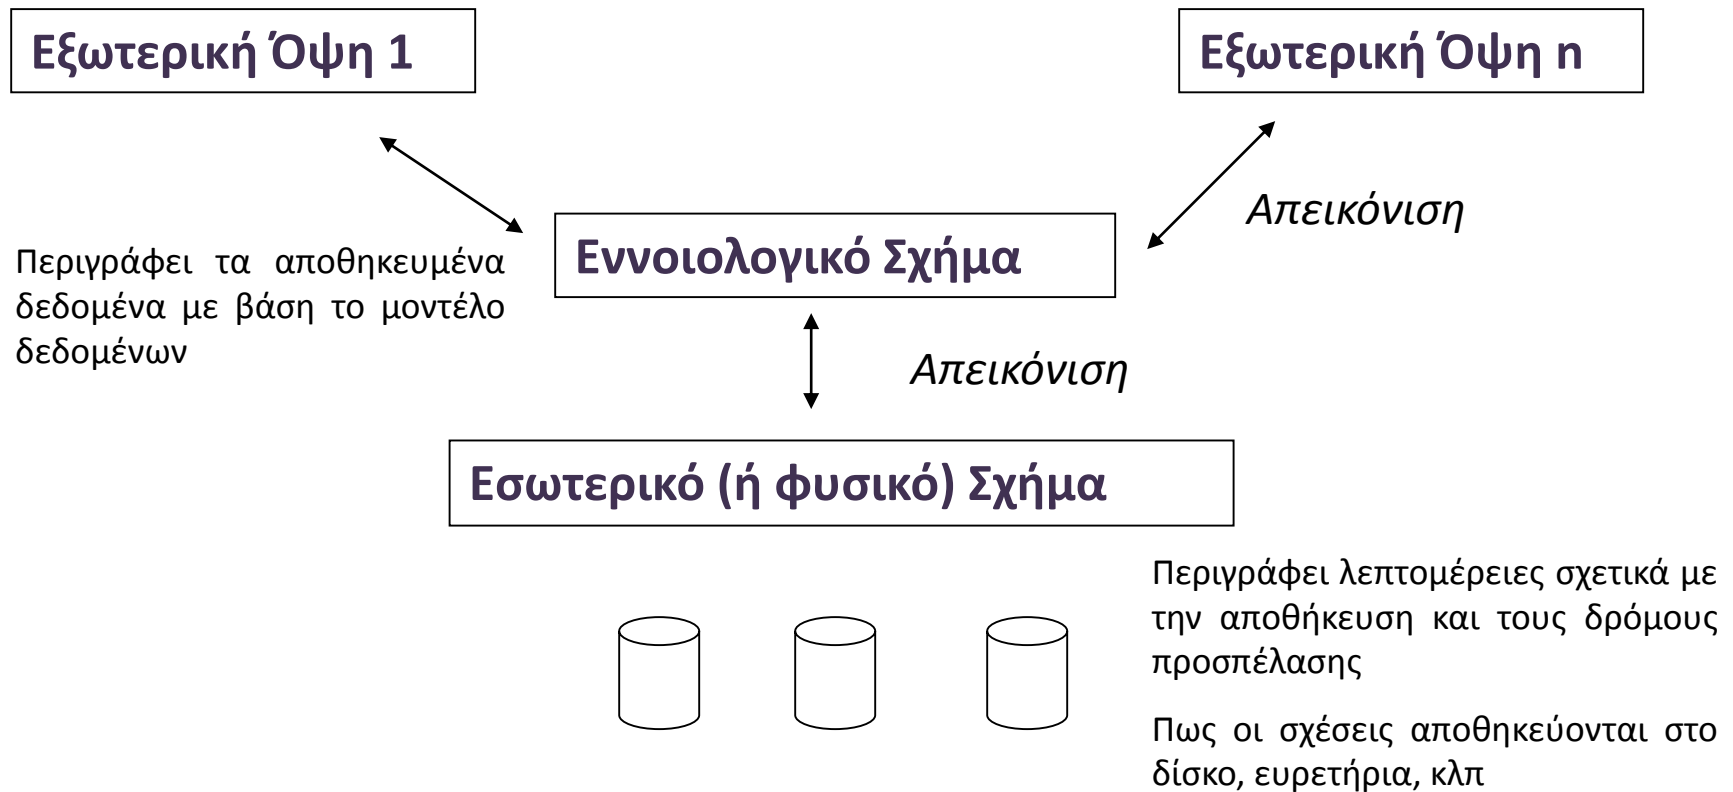 Εξωτερική Όψη 1
Εξωτερική Όψη n
Απεικόνιση
Εννοιολογικό Σχήμα
Περιγράφει τα αποθηκευμένα
δεδομένα με βάση το μοντέλο
δεδομένων
Απεικόνιση
Εσωτερικό (ή φυσικό) Σχήμα
Περιγράφει λεπτομέρειες σχετικά με
την αποθήκευση και τους δρόμους
προσπέλασης
Πως οι σχέσεις αποθηκεύονται στο
δίσκο, ευρετήρια, κλπ